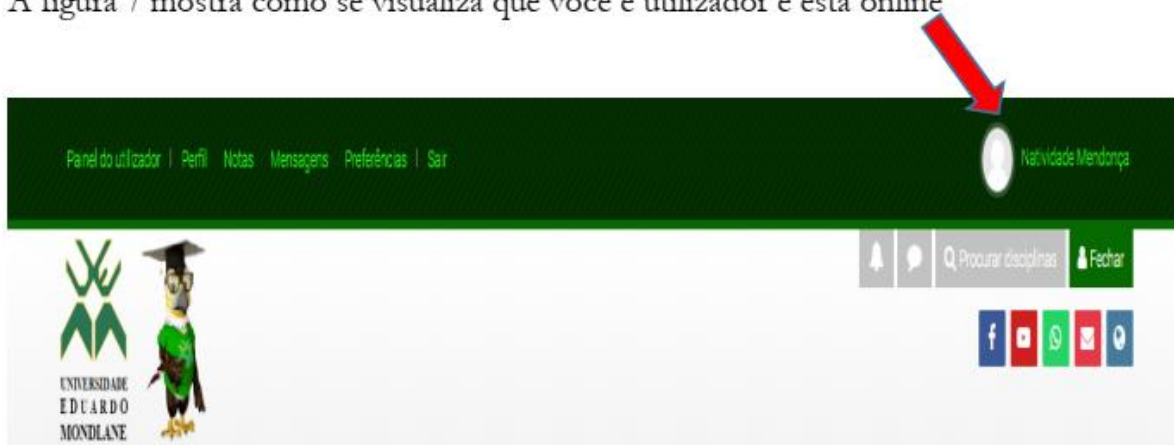 A figura 7 mostra como se visualiza que você é utilizador e está online
Painel do utilizador | Perfil Notas Mensagens Preferências | Sair
Natividade Mendonça
Procurar disciplinas
Fechar
UNIVERSIDADE
EDUARDO
MONDLANE